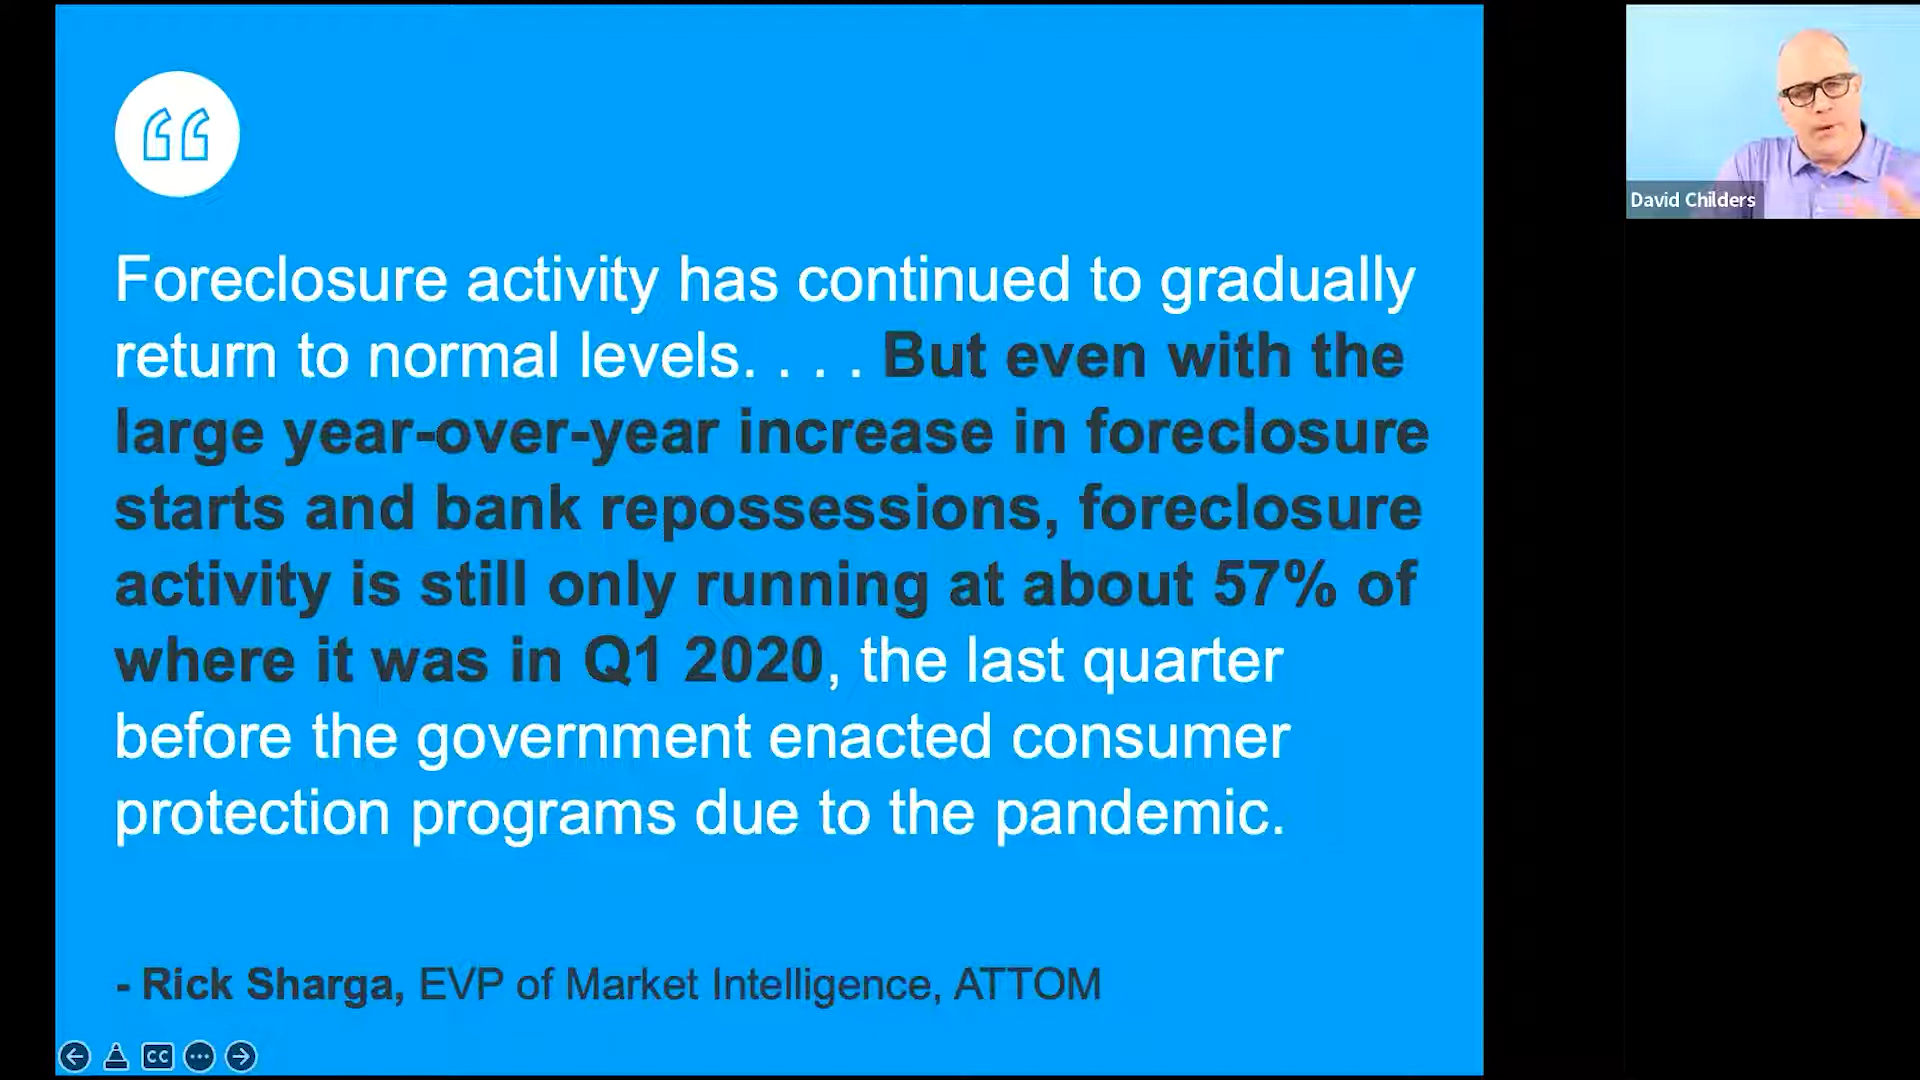 Foreclosure activity has continued to gradually
return to normal levels. . . . But even with the
large year-over-year increase in foreclosure
starts and bank repossessions, foreclosure
activity is still only running at about 57% of
where it was in Q1 2020, the last quarter
before the government enacted consumer
protection programs due to the pandemic.
- Rick Sharga, EVP of Market Intelligence, ATTOM
CC
David Childers